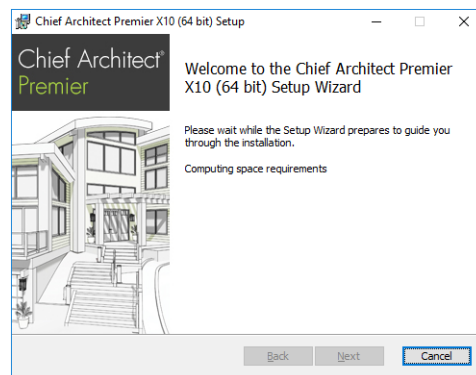 Chief Architect Premier X10 (64 bit) Setup
Chief Architect®
Premier
Welcome to the Chief Architect Premier
X10 (64 bit) Setup Wizard
Please wait while the Setup Wizard prepares to guide you
through the installation.
Computing space requirements
Back
Next
Cancel